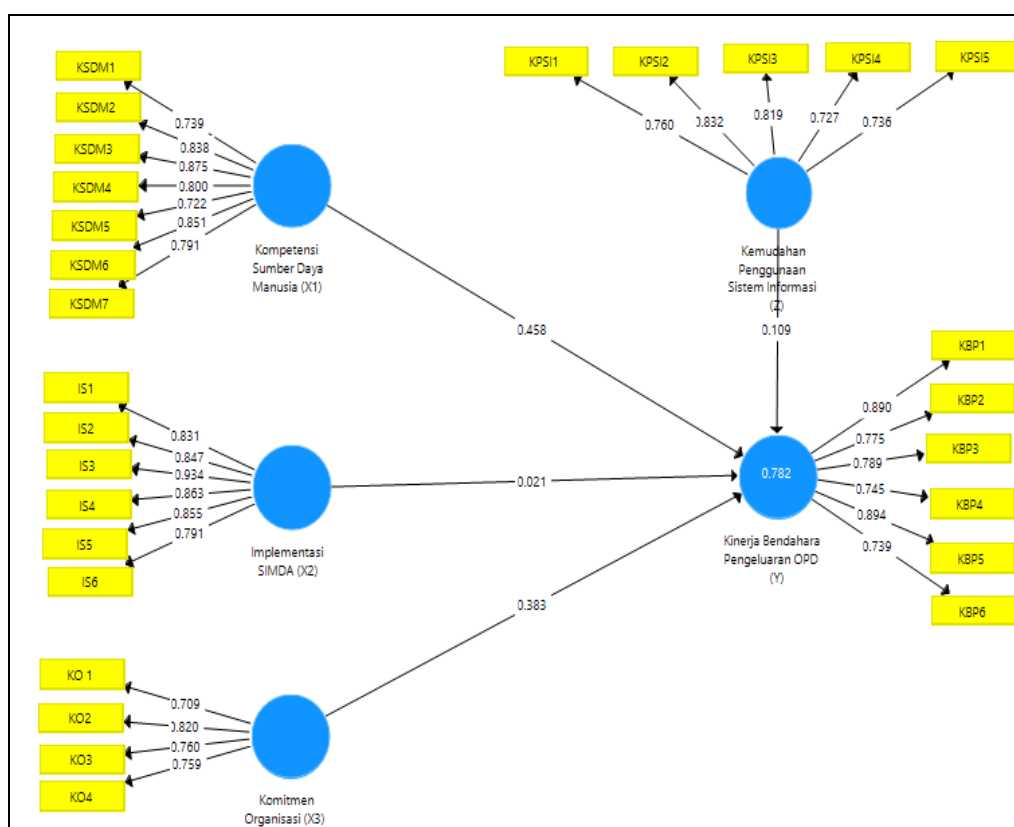 KSDM1
KSDM2
KSDM3
KSDM4
KSDM5
KSDM6
KSDM7
0.739
0.838
0.875
0.800
0.722
0.851
0.791
Kompetensi
Sumber Daya
Manusia (X1)
KPSI1
KPSI2
KPSI3
KPSI4
KPSI5
0.760
0.832
0.819
0.727
0.736
Kemudahan
Penggunaan
Sistem Informasi
(Z)
0.458
0.109
IS1
IS2
IS3
IS4
IS5
IS6
0.831
0.847
0.934
0.863
0.855
0.791
Implementasi
SIMDA (X2)
0.021
0.782
Kinerja Bendahara
Pengeluaran OPD
(Y)
KBP1
KBP2
KBP3
KBP4
KBP5
KBP6
0.890
0.775
0.789
0.745
0.894
0.739
0.383
KO 1
KO2
KO3
KO4
0.709
0.820
0.760
0.759
Komitmen
Organisasi (X3)